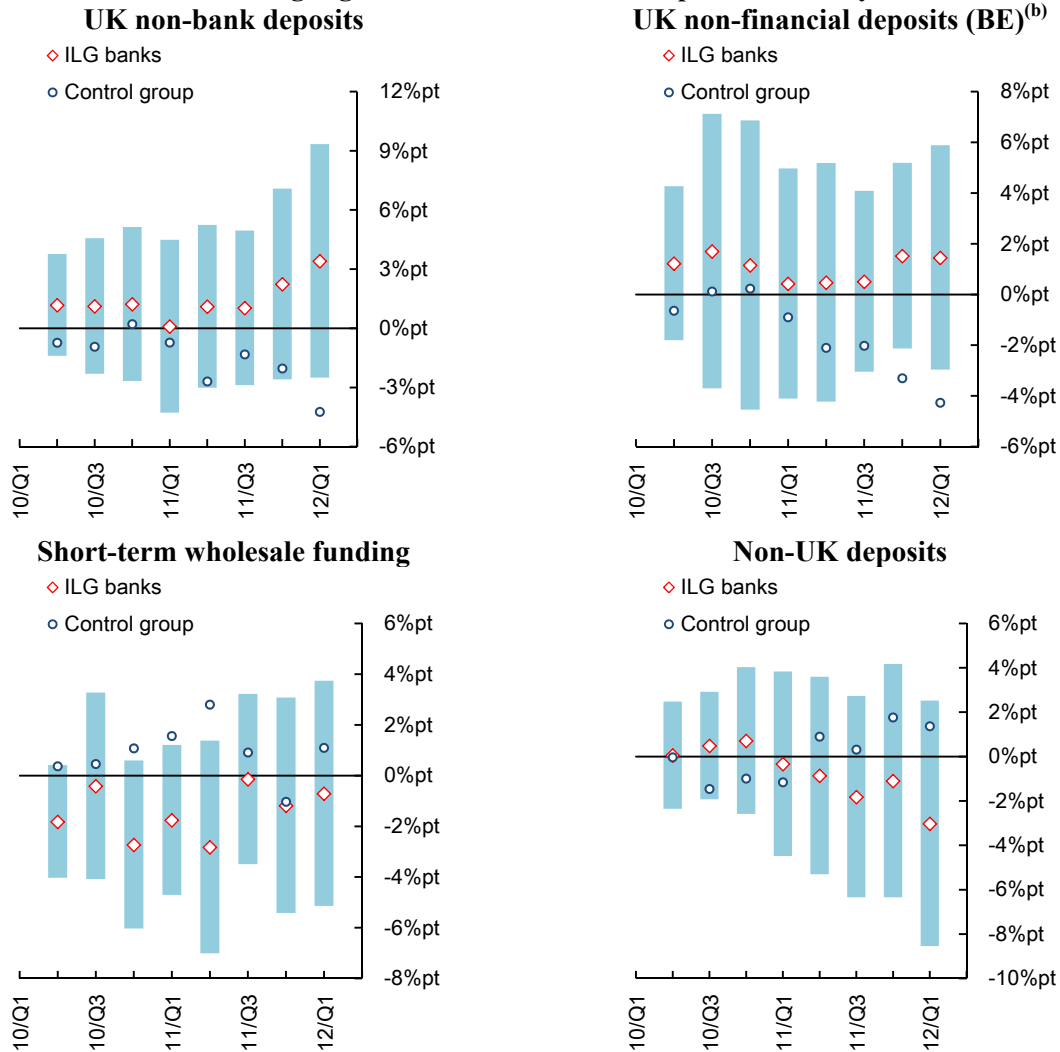 UK non-bank deposits
ILG banks
Control group
12%pt
9%pt
6%pt
3%pt
0%pt
-3%pt
-6%pt
10/Q1
10/Q3
11/Q1
11/Q3
12/Q1
UK non-financial deposits (BE)(b)
ILG banks
Control group
8%pt
6%pt
4%pt
2%pt
0%pt
-2%pt
-4%pt
-6%pt
10/Q1
10/Q3
11/Q1
11/Q3
12/Q1
Short-term wholesale funding
ILG banks
Control group
6%pt
4%pt
2%pt
0%pt
-2%pt
-4%pt
-6%pt
-8%pt
10/Q1
10/Q3
11/Q1
11/Q3
12/Q1
Non-UK deposits
ILG banks
Control group
6%pt
4%pt
2%pt
0%pt
-2%pt
-4%pt
-6%pt
-8%pt
-10%pt
10/Q1
10/Q3
11/Q1
11/Q3
12/Q1